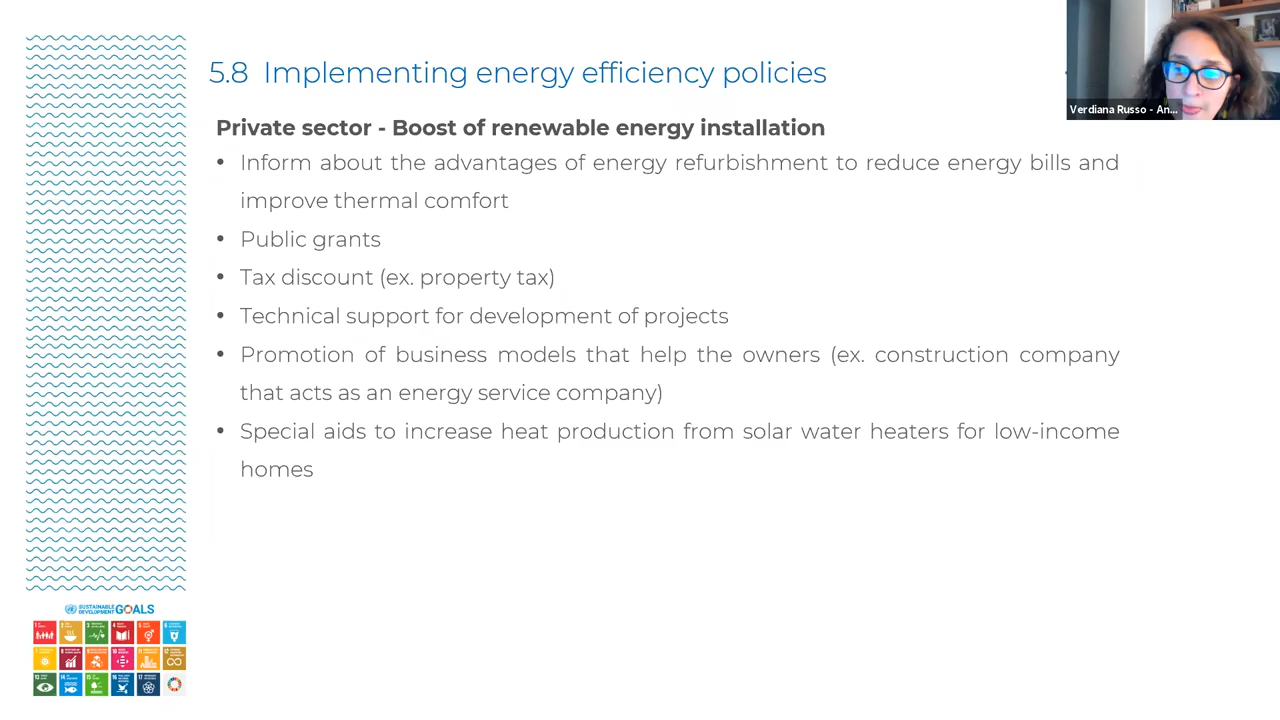 5.8 Implementing energy efficiency policies
Verdiana Russo - An...
Private sector - Boost of renewable energy installation
• Inform about the advantages of energy refurbishment to reduce energy bills and
improve thermal comfort
• Public grants
• Tax discount (ex. property tax)
• Technical support for development of projects
• Promotion of business models that help the owners (ex. construction company
that acts as an energy service company)
• Special aids to increase heat production from solar water heaters for low-income
homes
SUSTAINABLE
DEVELOPMENT GOALS